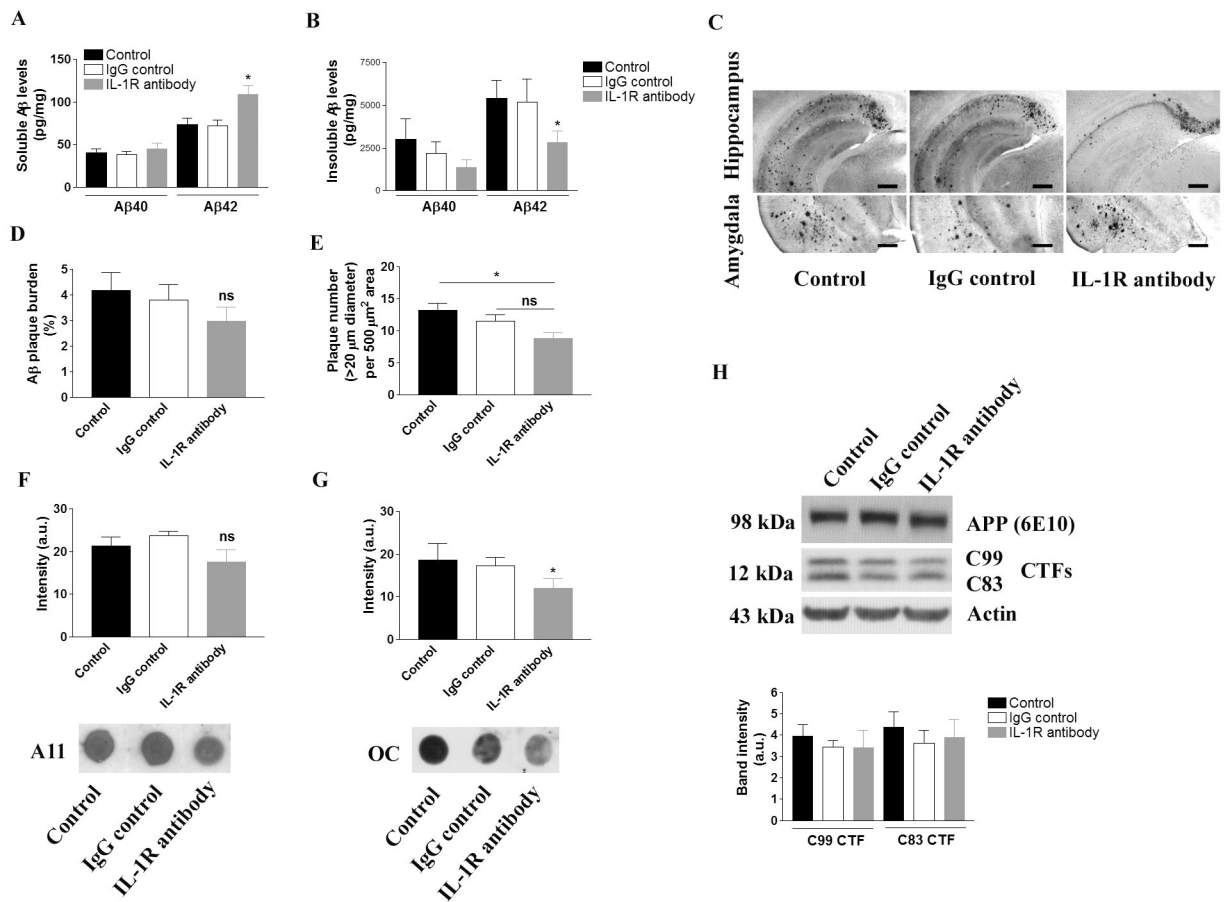 A
Soluble Aβ levels
(pg/mg)
150
100
50
0
Control
IgG control
IL-1R antibody
*
Aβ40
Aβ42
B
Insoluble Aβ levels
(pg/mg)
7500
5000
2500
0
Control
IgG control
IL-1R antibody
*
Aβ40
Aβ42
C
Hippocampus
Amygdala
Control
IgG control
IL-1R antibody
D
Aβ plaque burden
(%)
5
4
3
2
1
0
ns
Control
IgG control
IL-1R antibody
E
Plaque number
(>20 μm diameter)
per 500 μm² area
20
15
10
5
0
*
ns
Control
IgG control
IL-1R antibody
F
Intensity (a.u.)
30
20
10
0
ns
Control
IgG control
IL-1R antibody
A11
Control
IgG control
IL-1R antibody
G
Intensity (a.u.)
30
20
10
0
*
Control
IgG control
IL-1R antibody
OC
Control
IgG control
IL-1R antibody
H
Control
IgG control
IL-1R antibody
98 kDa
APP (6E10)
12 kDa
C99
C83
CTFs
43 kDa
Actin
Band intensity
(a.u.)
6
5
4
3
2
1
0
Control
IgG control
IL-1R antibody
C99 CTF
C83 CTF